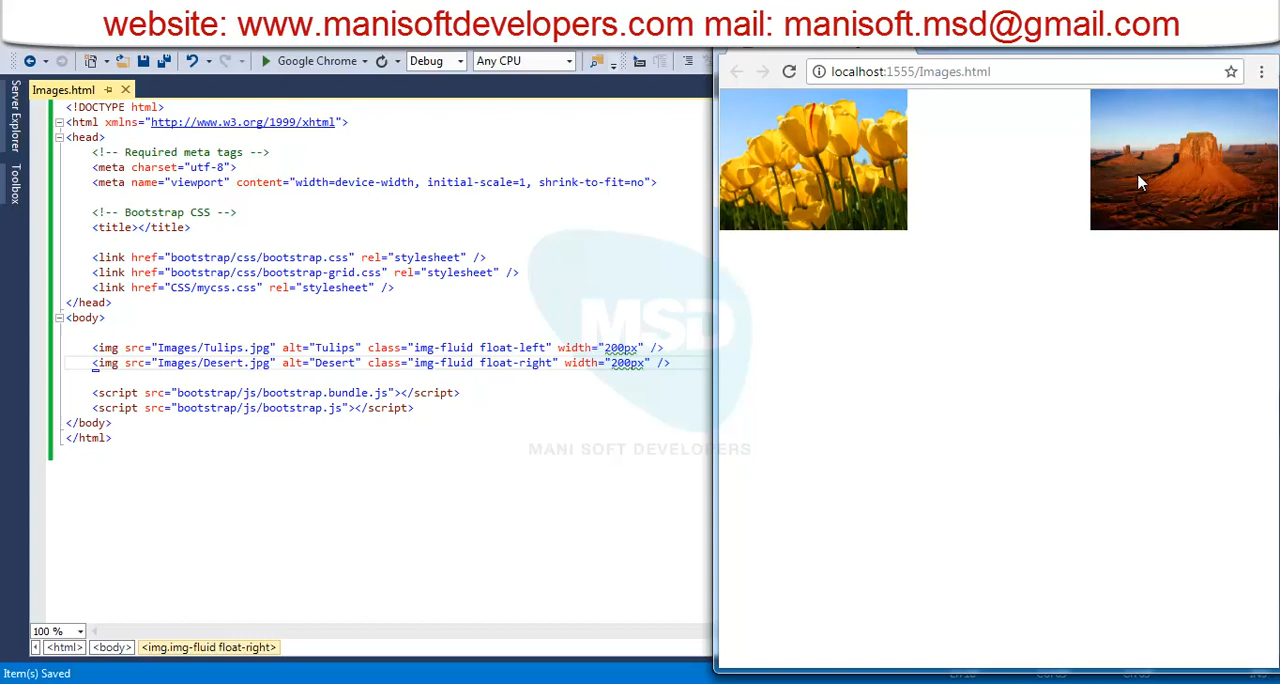 website: www.manisoftdevelopers.com mail: manisoft.msd@gmail.com
Google Chrome
Debug
Any CPU
Images.html
localhost:1555/Images.html
Server Explorer
Toolbox
<!DOCTYPE html>
<html xmlns="http://www.w3.org/1999/xhtml">
<head>
<!-- Required meta tags -->
<meta charset="utf-8">
<meta name="viewport" content="width=device-width, initial-scale=1, shrink-to-fit=no">
<!-- Bootstrap CSS -->
<title></title>
<link href="bootstrap/css/bootstrap.css" rel="stylesheet" />
<link href="bootstrap/css/bootstrap-grid.css" rel="stylesheet" />
<link href="CSS/mycss.css" rel="stylesheet" />
</head>
<body>
<img src="Images/Tulips.jpg" alt="Tulips" class="img-fluid float-left" width="200px" />
<img src="Images/Desert.jpg" alt="Desert" class="img-fluid float-right" width="200px" />
<script src="bootstrap/js/bootstrap.bundle.js"></script>
<script src="bootstrap/js/bootstrap.js"></script>
</body>
</html>
MSD
MANI SOFT DEVELOPERS
100 %
<html> <body> <img.img-fluid float-right>
Item(s) Saved